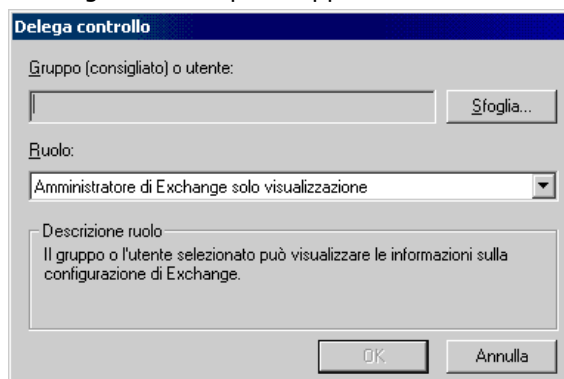 Delega controllo
Gruppo (consigliato) o utente:
Sfoglia...
Ruolo:
Amministratore di Exchange solo visualizzazione
Descrizione ruolo
Il gruppo o l'utente selezionato può visualizzare le informazioni sulla
configurazione di Exchange.
OK
Annulla